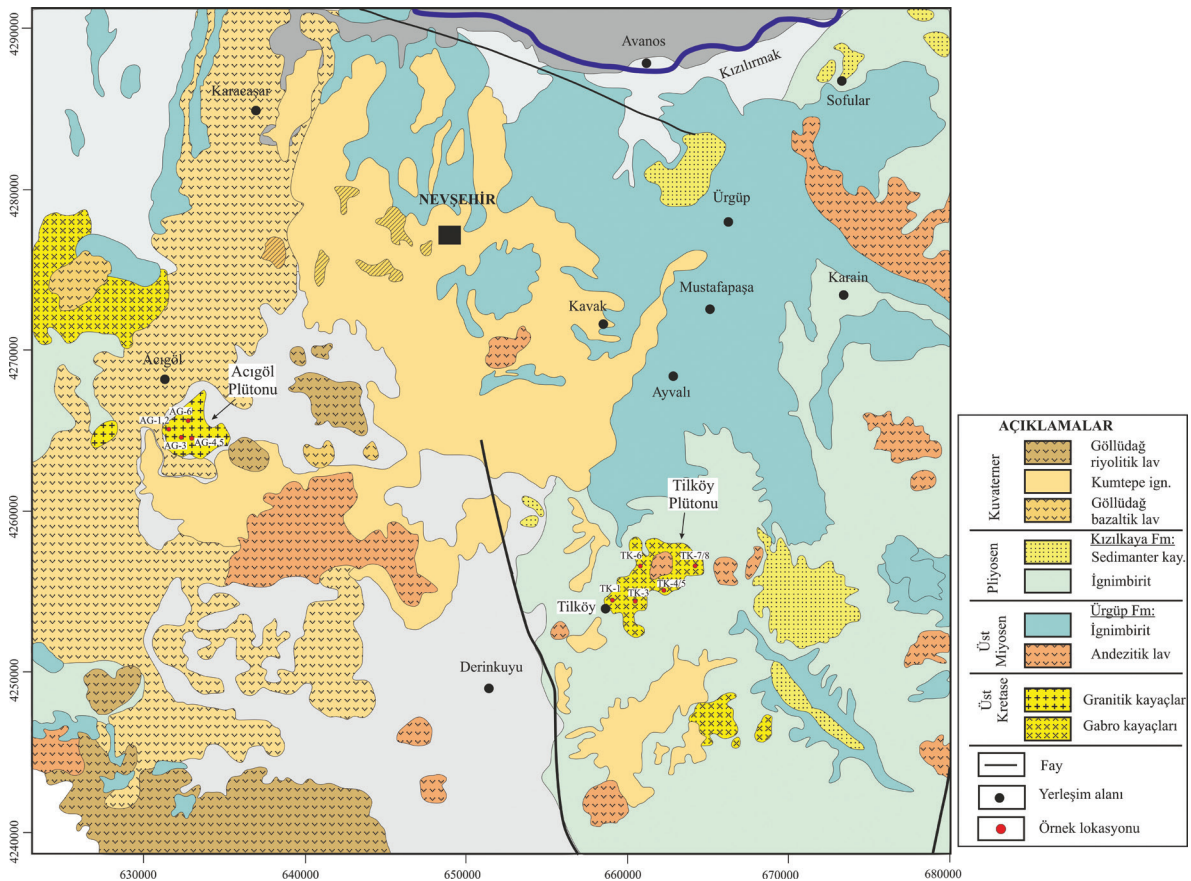 4290000
4280000
4270000
4260000
4250000
4240000
Avanos
Kızılırmak
Sofular
Karacaşar
NEVŞEHİR
Ürgüp
Karain
Mustafapaşa
Kavak
Acıgöl
Acıgöl
Plütonu
Ayvalı
AG-6
AG-1,2
AG-3
AG-4,5
Tilköy
Plütonu
TK-6
TK-7/8
TK-4/5
TK-1
TK-3
Tilköy
Derinkuyu
630000
640000
650000
660000
670000
680000
AÇIKLAMALAR
Kuvaterner
Göllüdağ
riyolitik lav
Kumtepe ign.
Göllüdağ
bazaltik lav
Pliyosen
Kızılkaya Fm:
Sedimanter kay.
İgnimbirit
Üst
Miyosen
Ürgüp Fm:
İgnimbirit
Andezitik lav
Üst
Kretase
Granitik kayaçlar
Gabro kayaçları
Fay
Yerleşim alanı
Örnek lokasyonu